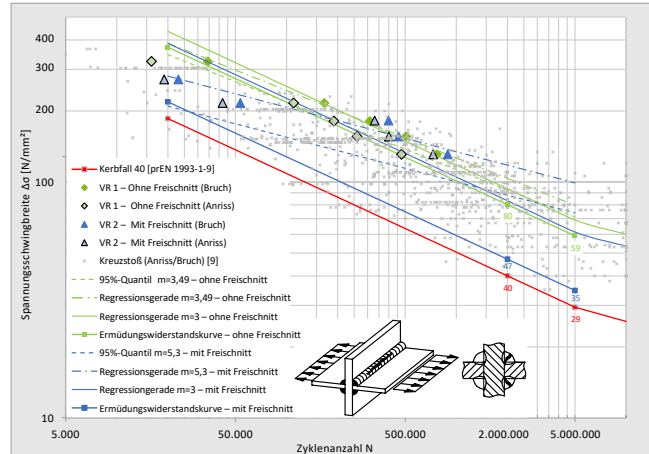 400
300
200
100
10
Spannungsschwingbreite Δσ [N/mm²]
Kerbfall 40 [prEN 1993-1-9]
VR 1 – Ohne Freischnitt (Bruch)
VR 1 – Ohne Freischnitt (Anriss)
VR 2 – Mit Freischnitt (Bruch)
VR 2 – Mit Freischnitt (Anriss)
Kreuzstoß (Anriss/Bruch) [9]
95%-Quantil m=3,49 – ohne Freischnitt
Regressionsgerade m=3,49 – ohne Freischnitt
Regressionsgerade m=3 – ohne Freischnitt
Ermüdungswiderstandskurve – ohne Freischnitt
95%-Quantil m=5,3 – mit Freischnitt
Regressionsgerade m=5,3 – mit Freischnitt
Regressiongerade m=3 – mit Freischnitt
Ermüdungswiderstandskurve – mit Freischnitt
80
59
47
40
35
29
5.000
50.000
500.000
2.000.000
5.000.000
Zyklenanzahl N